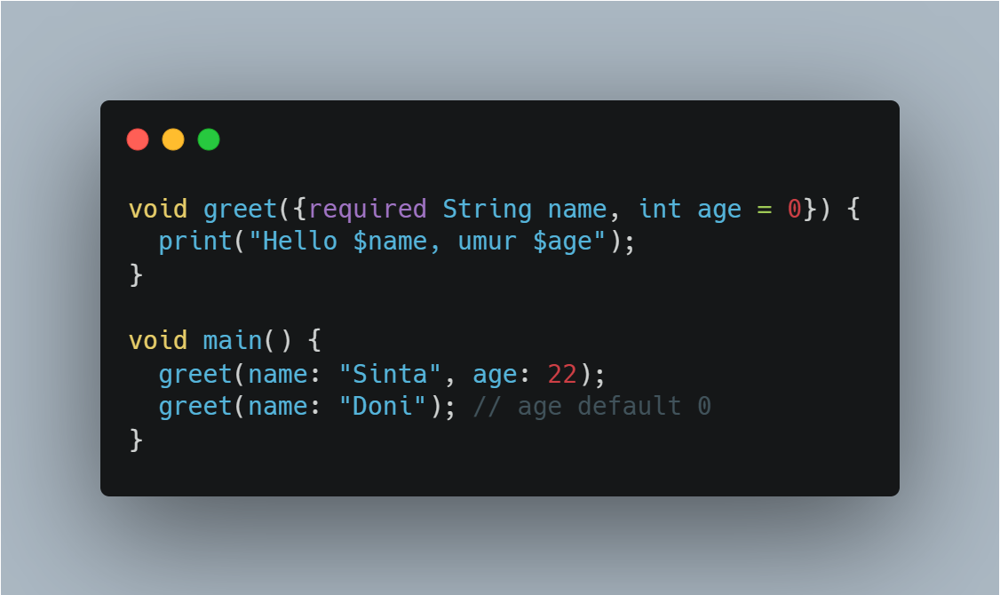 void greet({required String name, int age = 0}) {
  print("Hello $name, umur $age");
}

void main() {
  greet(name: "Sinta", age: 22);
  greet(name: "Doni"); // age default 0
}